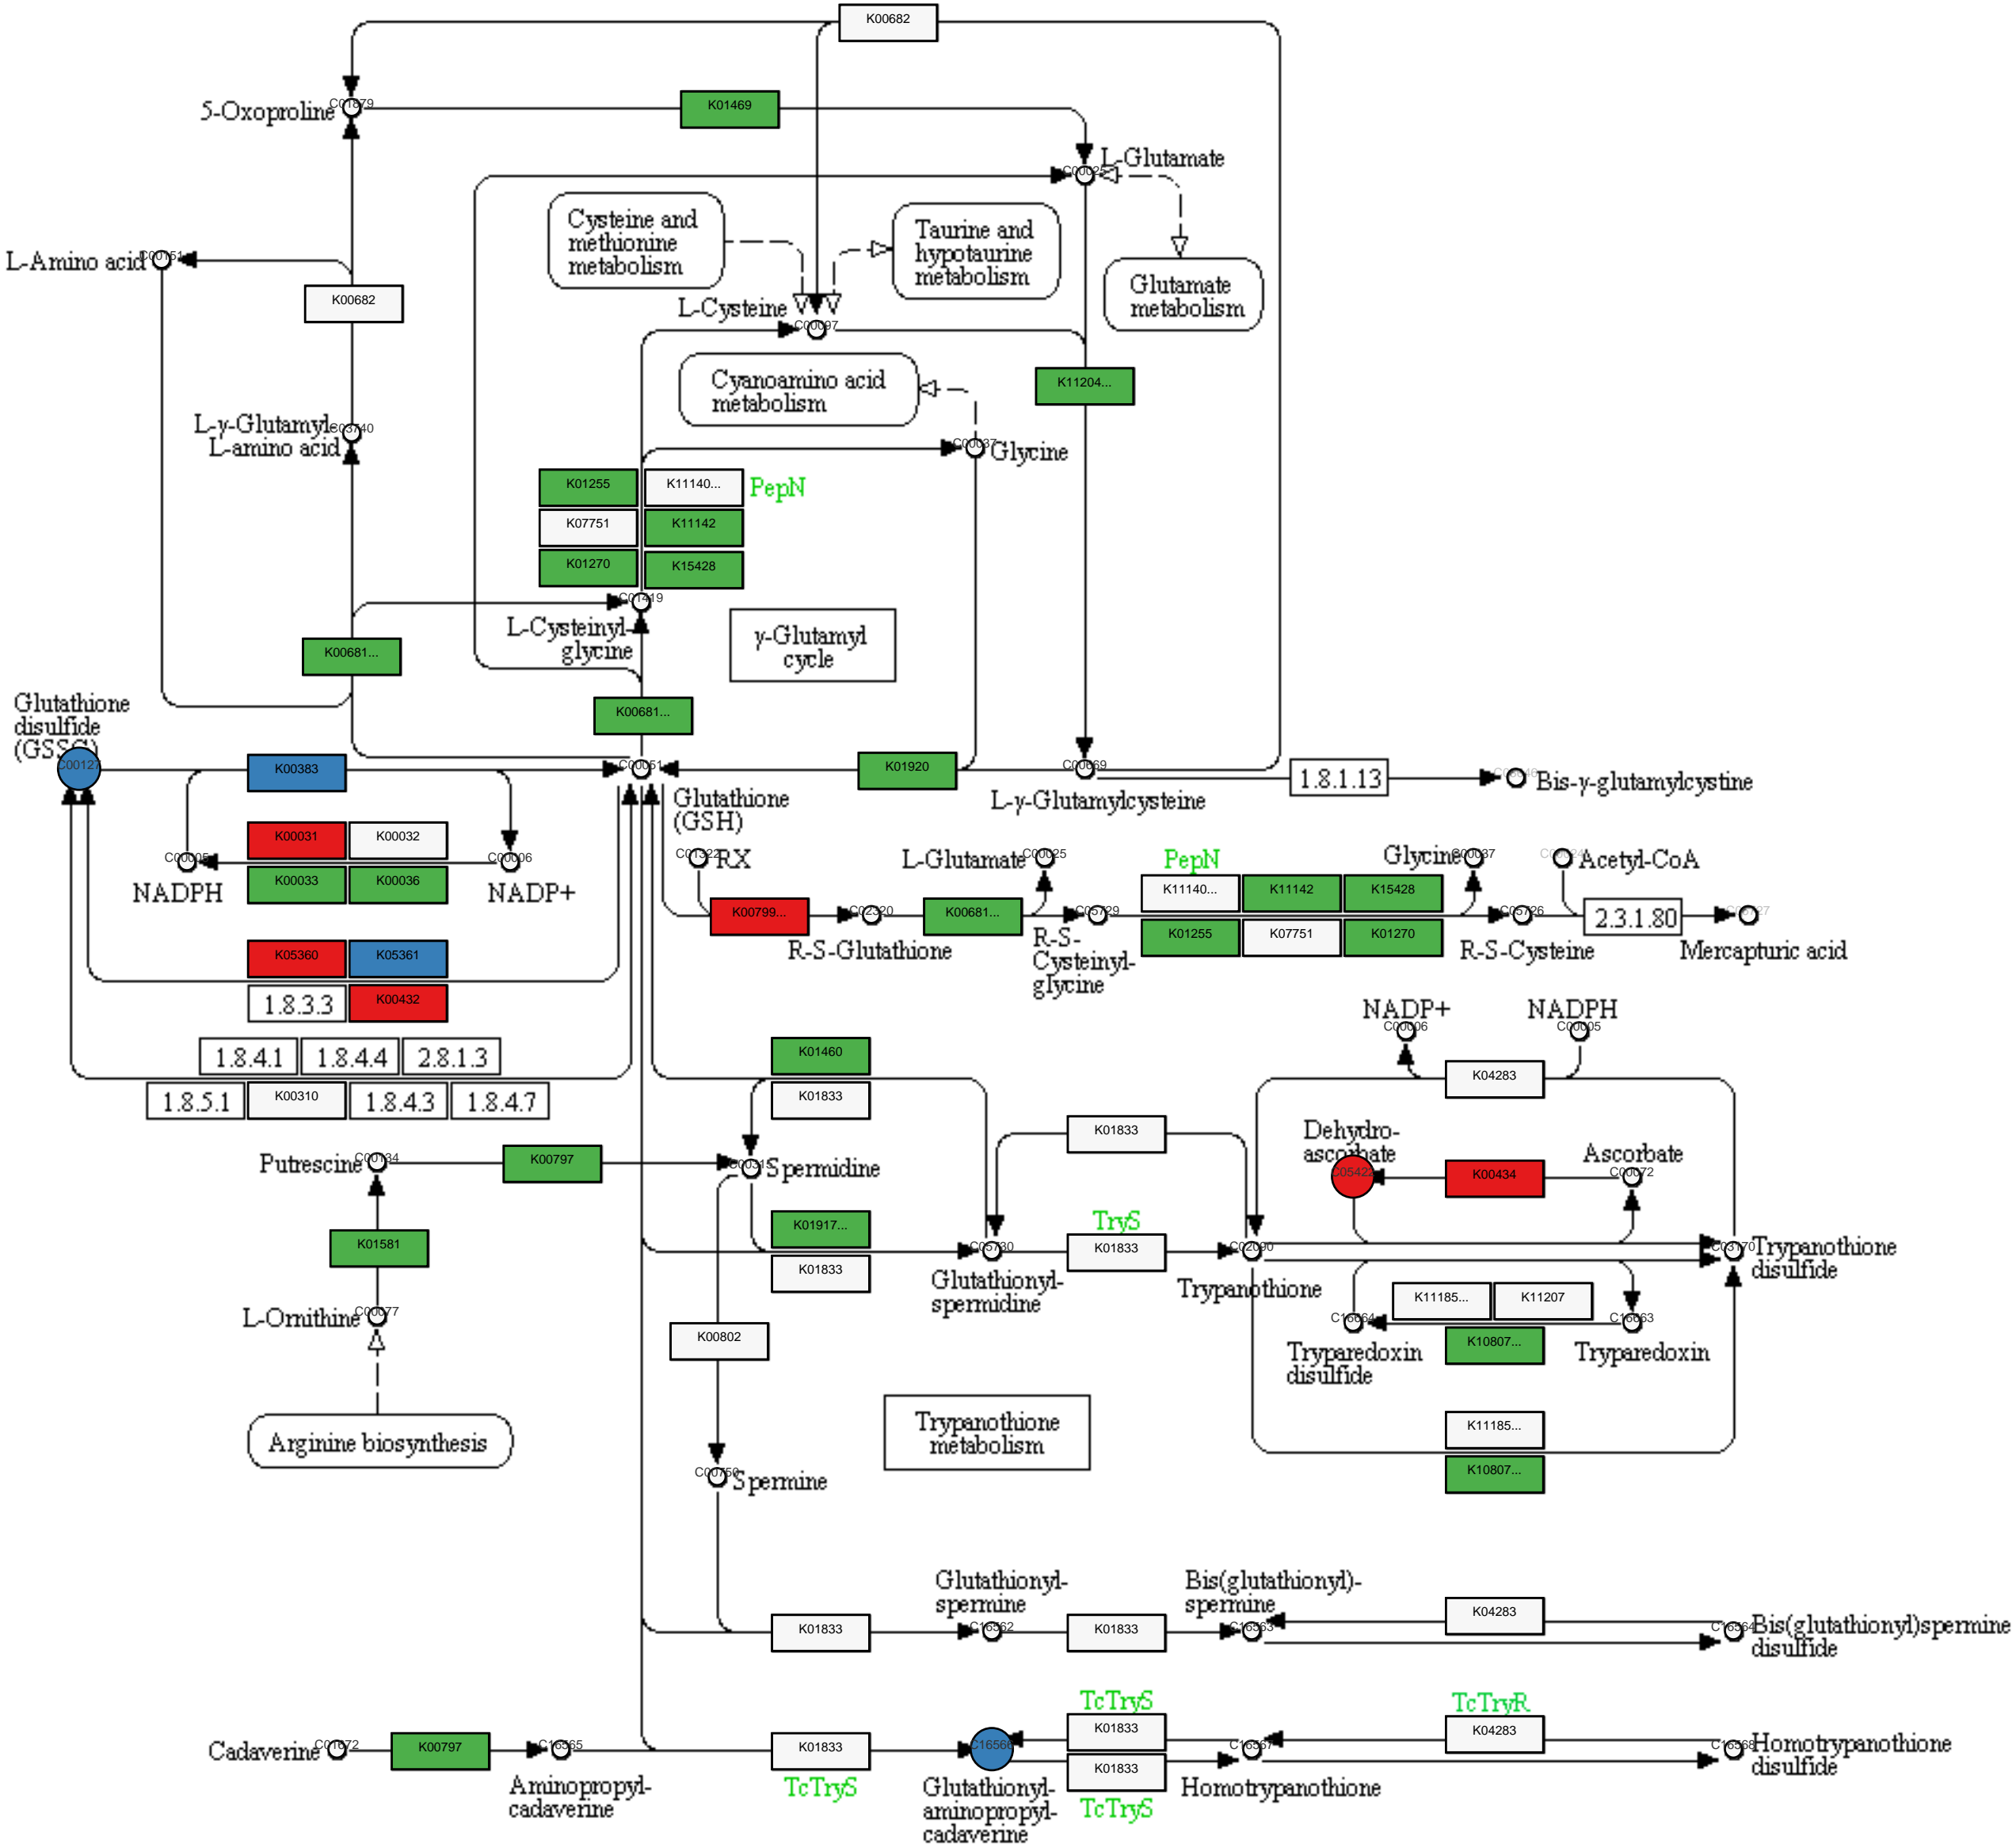 K00682
5-Oxoproline
C01879
K01469
L-Glutamate
C00025
Cysteine and
methionine
metabolism
Taurine and
hypotaurine
metabolism
Glutamate
metabolism
L-Amino acid
C00151
K00682
L-Cysteine
C00097
Cyanoamino acid
metabolism
K11204...
L-γ-Glutamyl-
L-amino acid
C03740
C00037
Glycine
K01255
K11140...
PepN
K07751
K11142
K01270
K15428
C01419
L-Cysteinyl-
glycine
γ-Glutamyl
cycle
K00681...
K00681...
Glutathione
disulfide
(GSSG)
C00127
K00383
C00051
Glutathione
(GSH)
K01920
C00669
L-γ-Glutamylcysteine
1.8.1.13
Bis-γ-glutamylcystine
K00031
K00032
C00005
C00006
NADPH
K00033
K00036
NADP+
C01322
RX
L-Glutamate
C00025
PepN
Glycine
C00037
Acetyl-CoA
K00799...
C02320
R-S-Glutathione
K00681...
C05729
R-S-
Cysteinyl-
glycine
K11140...
K11142
K15428
K01255
K07751
K01270
C05726
R-S-Cysteine
2.3.1.80
Mercapturic acid
K05360
K05361
1.8.3.3
K00432
1.8.4.1
1.8.4.4
2.8.1.3
1.8.5.1
K00310
1.8.4.3
1.8.4.7
K01460
K01833
NADP+
C00006
NADPH
C00005
K04283
Putrescine
C00134
K00797
C00315
Spermidine
K01833
Dehydro-
ascorbate
C05422
K00434
Ascorbate
C00072
K01581
K01917...
K01833
C05730
Glutathionyl-
spermidine
TryS
K01833
C02090
Trypanothione
C03170
Trypanothione
disulfide
L-Ornithine
C00077
K00802
K11185...
K11207
C16664
C16663
K10807...
Tryparedoxin
disulfide
Tryparedoxin
Arginine biosynthesis
Trypanothione
metabolism
K11185...
K10807...
C00750
Spermine
Glutathionyl-
spermine
C16562
Bis(glutathionyl)-
spermine
C16563
K01833
K01833
K04283
C16564
Bis(glutathionyl)spermine
disulfide
Cadaverine
C01672
K00797
C16565
Aminopropyl-
cadaverine
K01833
TcTryS
C16566
Glutathionyl-
aminopropyl-
cadaverine
TcTryS
K01833
K01833
TcTryS
C16567
Homotrypanothione
TcTryR
K04283
C16568
Homotrypanothione
disulfide